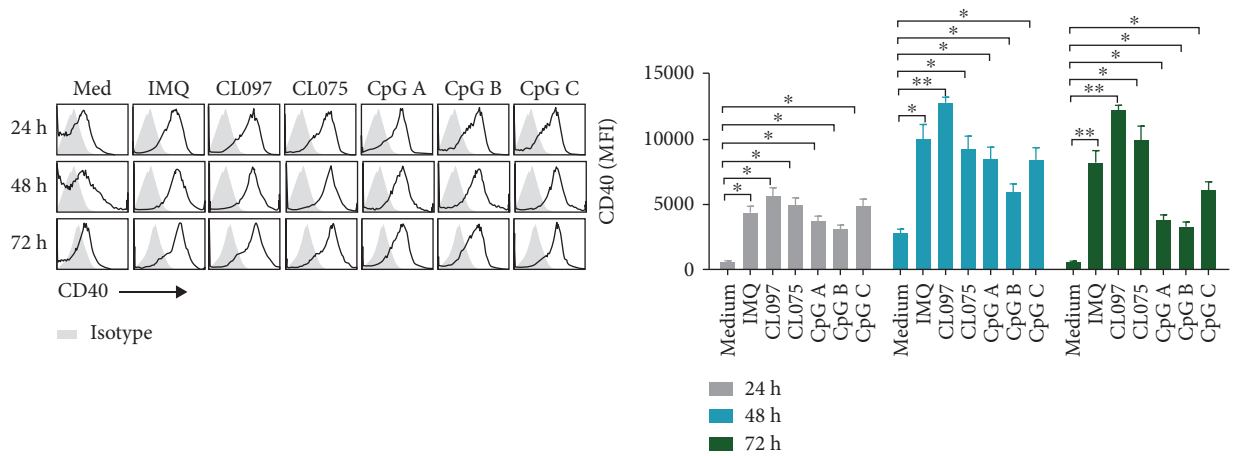 Med IMQ CL097 CL075 CpG A CpG B CpG C
24 h
48 h
72 h
CD40
Isotype
CD40 (MFI)
15000
10000
5000
0
* * * * * *
* ** * * * *
** ** * * * *
Medium IMQ CL097 CL075 CpG A CpG B CpG C
Medium IMQ CL097 CL075 CpG A CpG B CpG C
Medium IMQ CL097 CL075 CpG A CpG B CpG C
24 h
48 h
72 h